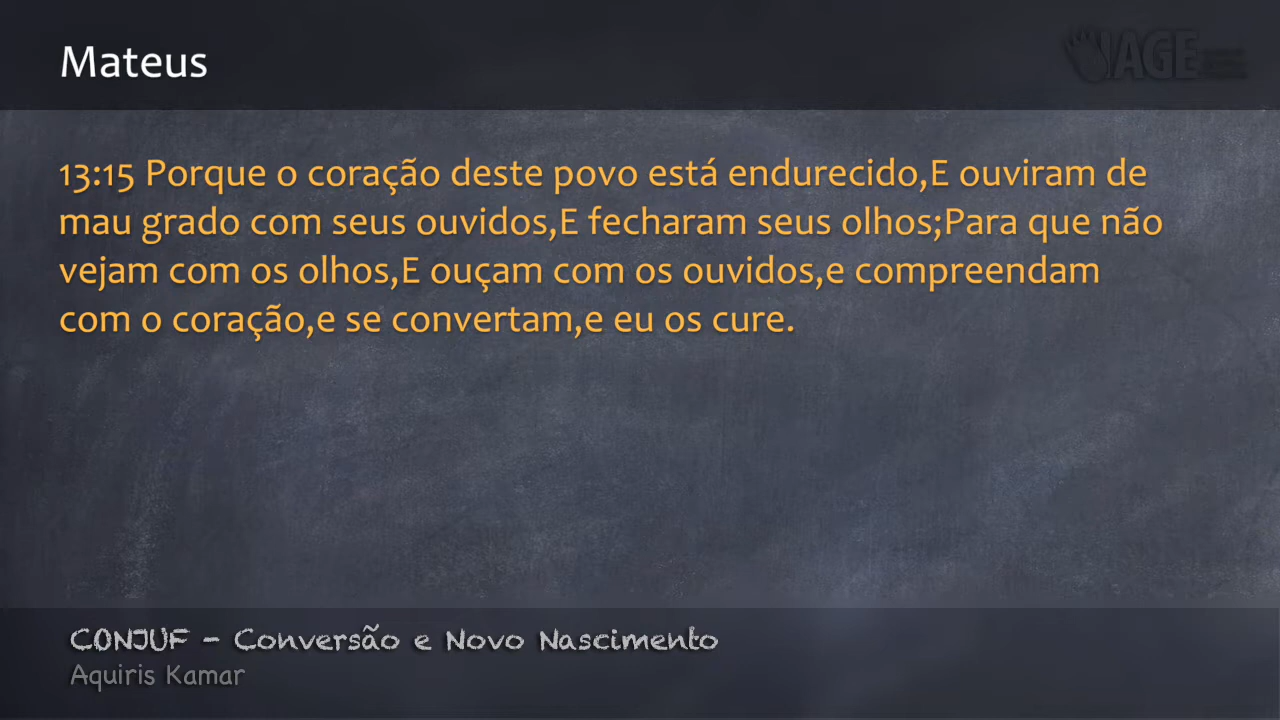 Mateus
IAGE
13:15 Porque o coração deste povo está endurecido,E ouviram de
mau grado com seus ouvidos,E fecharam seus olhos;Para que não
vejam com os olhos,E ouçam com os ouvidos,e compreendam
com o coração,e se convertam,e eu os cure.
CONJUF - Conversão e Novo Nascimento
Aquiris Kamar